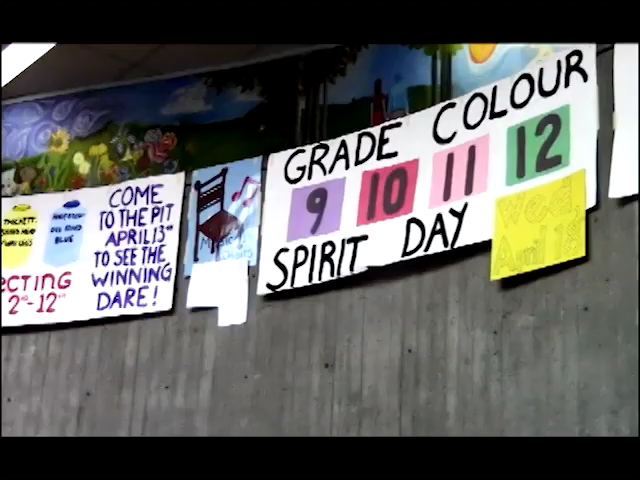 COME
TO THE PIT
APRIL 13TH
TO SEE THE
WINNING
DARE!
BLUE
ECTING
2ND-12TH
GRADE COLOUR
9 10 11 12
SPIRIT DAY
Wed,
April 18